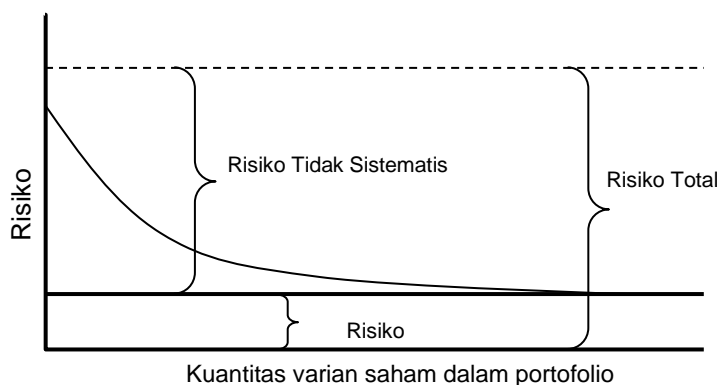 Risiko Tidak Sistematis
Risiko Total
Risiko
Risiko
Kuantitas varian saham dalam portofolio